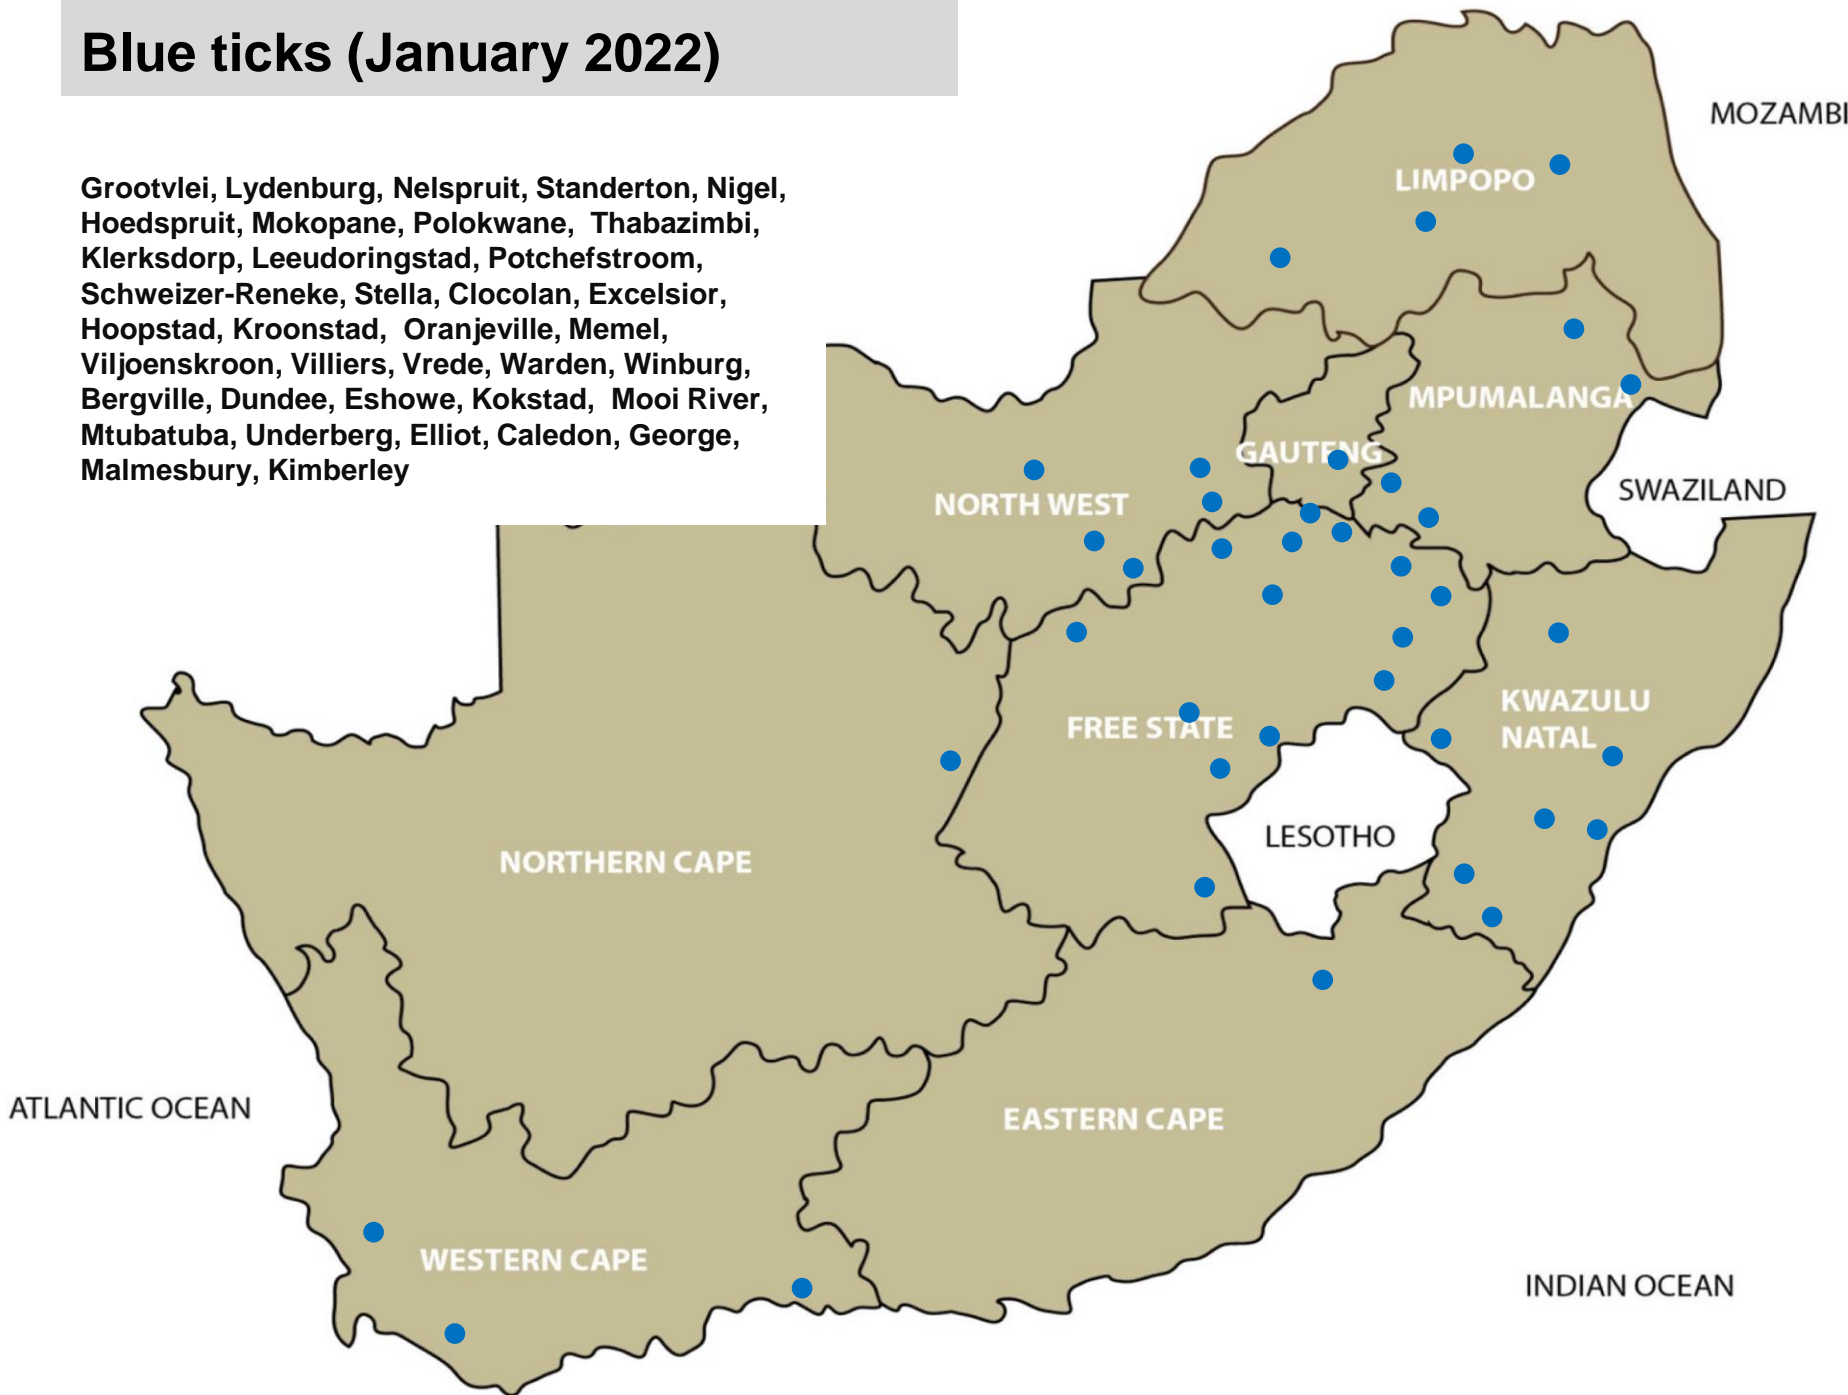 Blue ticks (January 2022)
Grootvlei, Lydenburg, Nelspruit, Standerton, Nigel,
Hoedspruit, Mokopane, Polokwane, Thabazimbi,
Klerksdorp, Leeudoringstad, Potchefstroom,
Schweizer-Reneke, Stella, Clocolan, Excelsior,
Hoopstad, Kroonstad, Oranjeville, Memel,
Viljoenskroon, Villiers, Vrede, Warden, Winburg,
Bergville, Dundee, Eshowe, Kokstad, Mooi River,
Mtubatuba, Underberg, Elliot, Caledon, George,
Malmesbury, Kimberley
MOZAMBI
LIMPOPO
MPUMALANGA
GAUTENG
SWAZILAND
NORTH WEST
KWAZULU
NATAL
FREE STATE
LESOTHO
NORTHERN CAPE
ATLANTIC OCEAN
EASTERN CAPE
WESTERN CAPE
INDIAN OCEAN